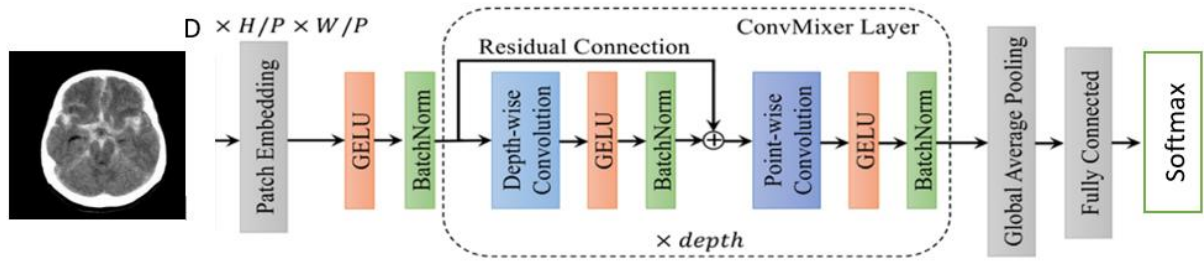 D × H/P × W/P
Patch Embedding
GELU
BatchNorm
ConvMixer Layer
Residual Connection
Depth-wise
Convolution
GELU
BatchNorm
+
Point-wise
Convolution
GELU
BatchNorm
× depth
Global Average Pooling
Fully Connected
Softmax